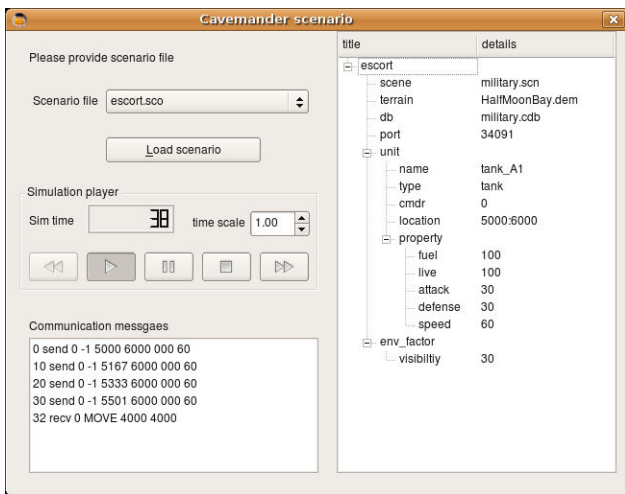 Cavemander scenario
Please provide scenario file
Scenario file escort.sco
Load scenario
Simulation player
Sim time 38 time scale 1.00
Communication messgaes
0 send 0 -1 5000 6000 000 60
10 send 0 -1 5167 6000 000 60
20 send 0 -1 5333 6000 000 60
30 send 0 -1 5501 6000 000 60
32 recv 0 MOVE 4000 4000
title details
escort
scene military.scn
terrain HalfMoonBay.dem
db military.cdb
port 34091
unit
name tank_A1
type tank
cmdr 0
location 5000:6000
property
fuel 100
live 100
attack 30
defense 30
speed 60
env_factor
visibiltiy 30